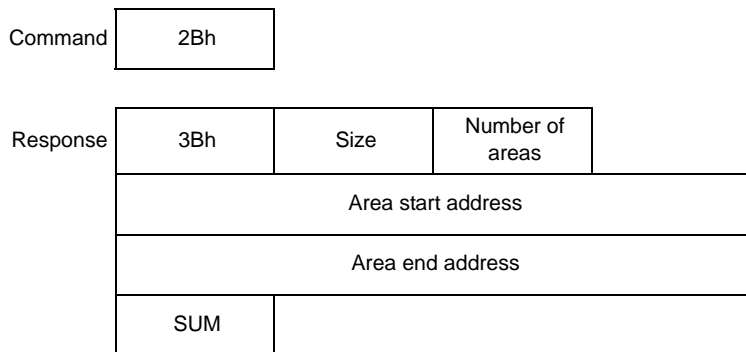 Command 2Bh
Response 3Bh Size Number of
areas
Area start address
Area end address
SUM